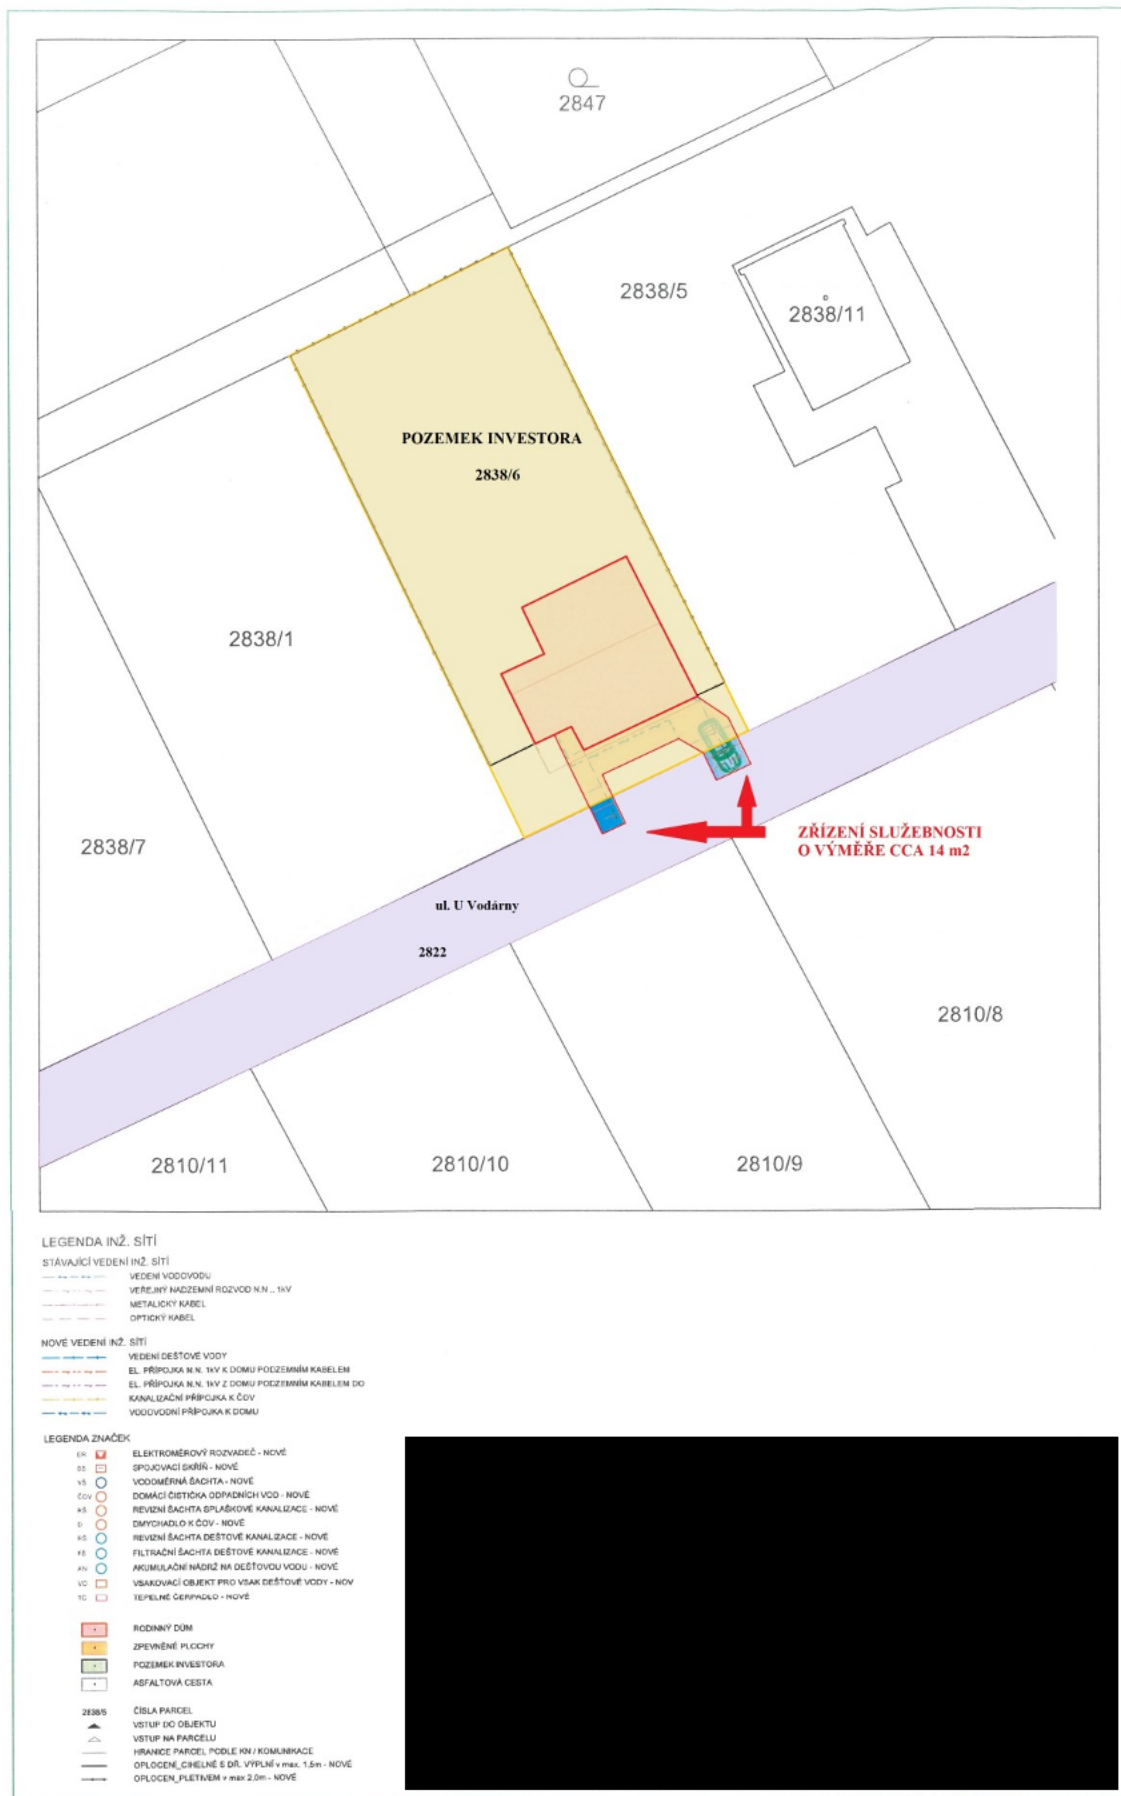 2847
2838/5
2838/11
POZEMEK INVESTORA
2838/6
2838/1
2838/7
ZŘÍZENÍ SLUŽEBNOSTI
O VÝMĚŘE CCA 14 m2
ul. U Vodárny
2822
2810/8
2810/11
2810/10
2810/9
LEGENDA INŽ. SÍTÍ
STÁVAJÍCÍ VEDENÍ INŽ. SÍTÍ
VEDENÍ VODOVODU
VEŘEJNÝ NADZEMNÍ ROZVOD N.N .. 1kV
METALICKÝ KABEL
OPTICKÝ KABEL
NOVÉ VEDENÍ INŽ. SÍTÍ
VEDENÍ DEŠŤOVÉ VODY
EL. PŘÍPOJKA N.N. 1kV K DOMU PODZEMNÍM KABELEM
EL. PŘÍPOJKA N.N. 1kV Z DOMU PODZEMNÍM KABELEM DO
KANALIZAČNÍ PŘÍPOJKA K ČOV
VODOVODNÍ PŘÍPOJKA K DOMU
LEGENDA ZNAČEK
ER ELEKTROMĚROVÝ ROZVADĚČ - NOVÉ
SPOJOVACÍ SKŘÍŇ - NOVÉ
VŠ VODOMĚRNÁ ŠACHTA - NOVÉ
ČOV DOMÁCÍ ČISTIČKA ODPADNÍCH VOD - NOVÉ
REVIZNÍ ŠACHTA SPLAŠKOVÉ KANALIZACE - NOVÉ
D DMYCHADLO K ČOV - NOVÉ
REVIZNÍ ŠACHTA DEŠŤOVÉ KANALIZACE - NOVÉ
FŠ FILTRAČNÍ ŠACHTA DEŠŤOVÉ KANALIZACE - NOVÉ
AN AKUMULAČNÍ NÁDRŽ NA DEŠŤOVOU VODU - NOVÉ
VO VSAKOVACÍ OBJEKT PRO VSAK DEŠŤOVÉ VODY - NOV
TEPELNÉ ČERPADLO - NOVÉ
RODINNÝ DŮM
ZPEVNĚNÉ PLOCHY
POZEMEK INVESTORA
ASFALTOVÁ CESTA
2838/6 ČÍSLA PARCEL
VSTUP DO OBJEKTU
VSTUP NA PARCELU
HRANICE PARCEL PODLE KN / KOMUNIKACE
OPLOCENÍ_CIHELNÉ S DŘ. VÝPLNÍ v max. 1,5m - NOVÉ
OPLOCEN_PLETIVEM v max 2,0m - NOVÉ